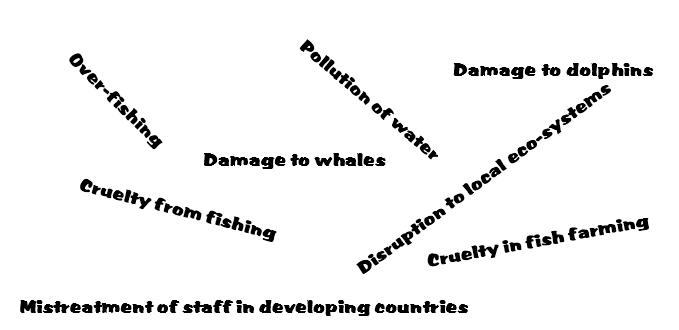 Over-fishing
Pollution of water
Damage to dolphins
Damage to whales
Disruption to local eco-systems
Cruelty from fishing
Cruelty in fish farming
Mistreatment of staff in developing countries